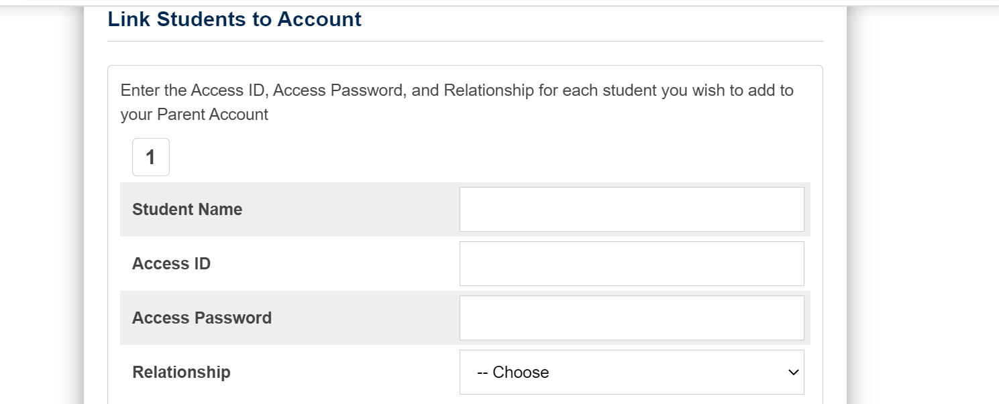 Link Students to Account
Enter the Access ID, Access Password, and Relationship for each student you wish to add to
your Parent Account
1
Student Name
Access ID
Access Password
Relationship
-- Choose